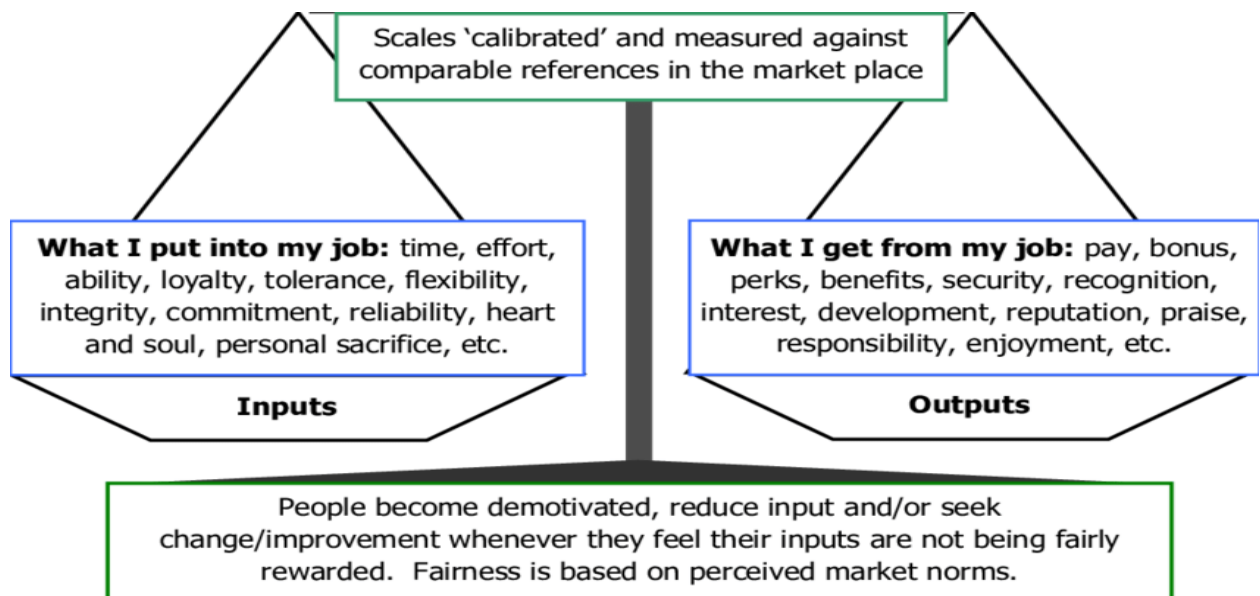 Scales ‘calibrated’ and measured against
comparable references in the market place
What I put into my job: time, effort,
ability, loyalty, tolerance, flexibility,
integrity, commitment, reliability, heart
and soul, personal sacrifice, etc.
Inputs
What I get from my job: pay, bonus,
perks, benefits, security, recognition,
interest, development, reputation, praise,
responsibility, enjoyment, etc.
Outputs
People become demotivated, reduce input and/or seek
change/improvement whenever they feel their inputs are not being fairly
rewarded.  Fairness is based on perceived market norms.